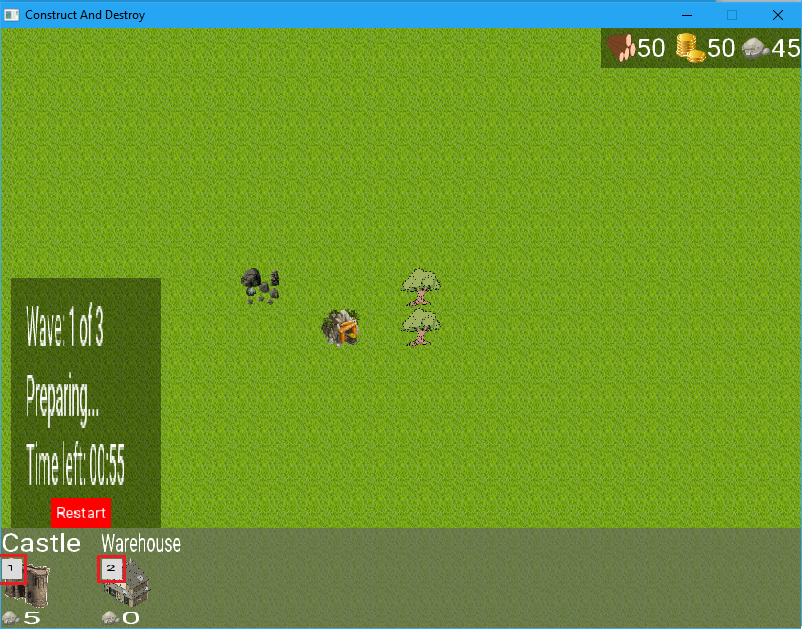 Construct And Destroy
50 50 45
Wave: 1 of 3
Preparing...
Time left: 00:55
Restart
Castle Warehouse
1 2
5 0